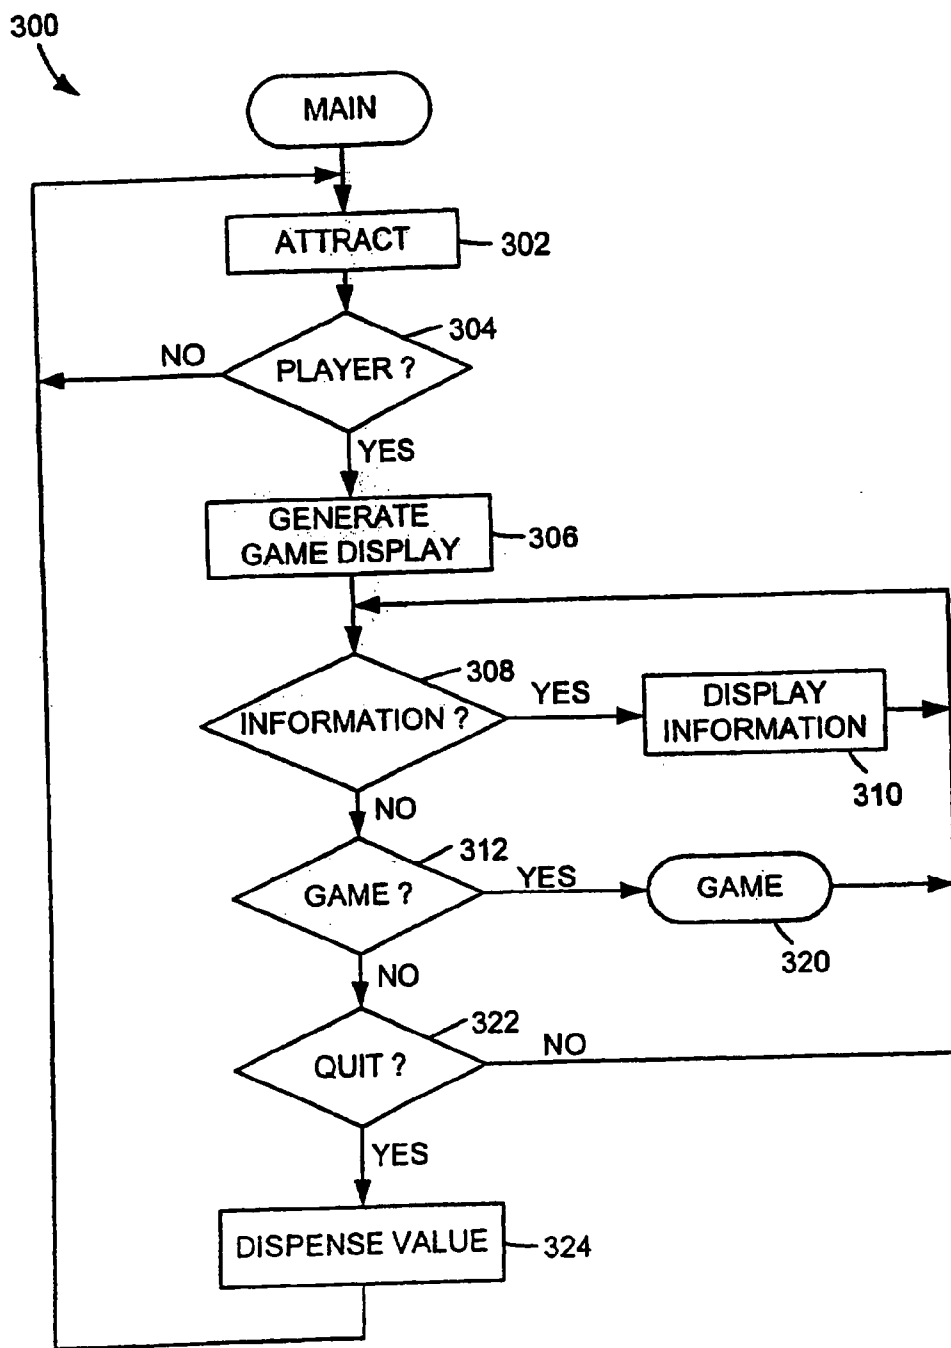 300
MAIN
ATTRACT
302
304
NO
PLAYER ?
YES
GENERATE
GAME DISPLAY
306
308
INFORMATION ?
YES
DISPLAY
INFORMATION
310
NO
312
GAME ?
YES
GAME
320
NO
322
QUIT ?
NO
YES
DISPENSE VALUE
324